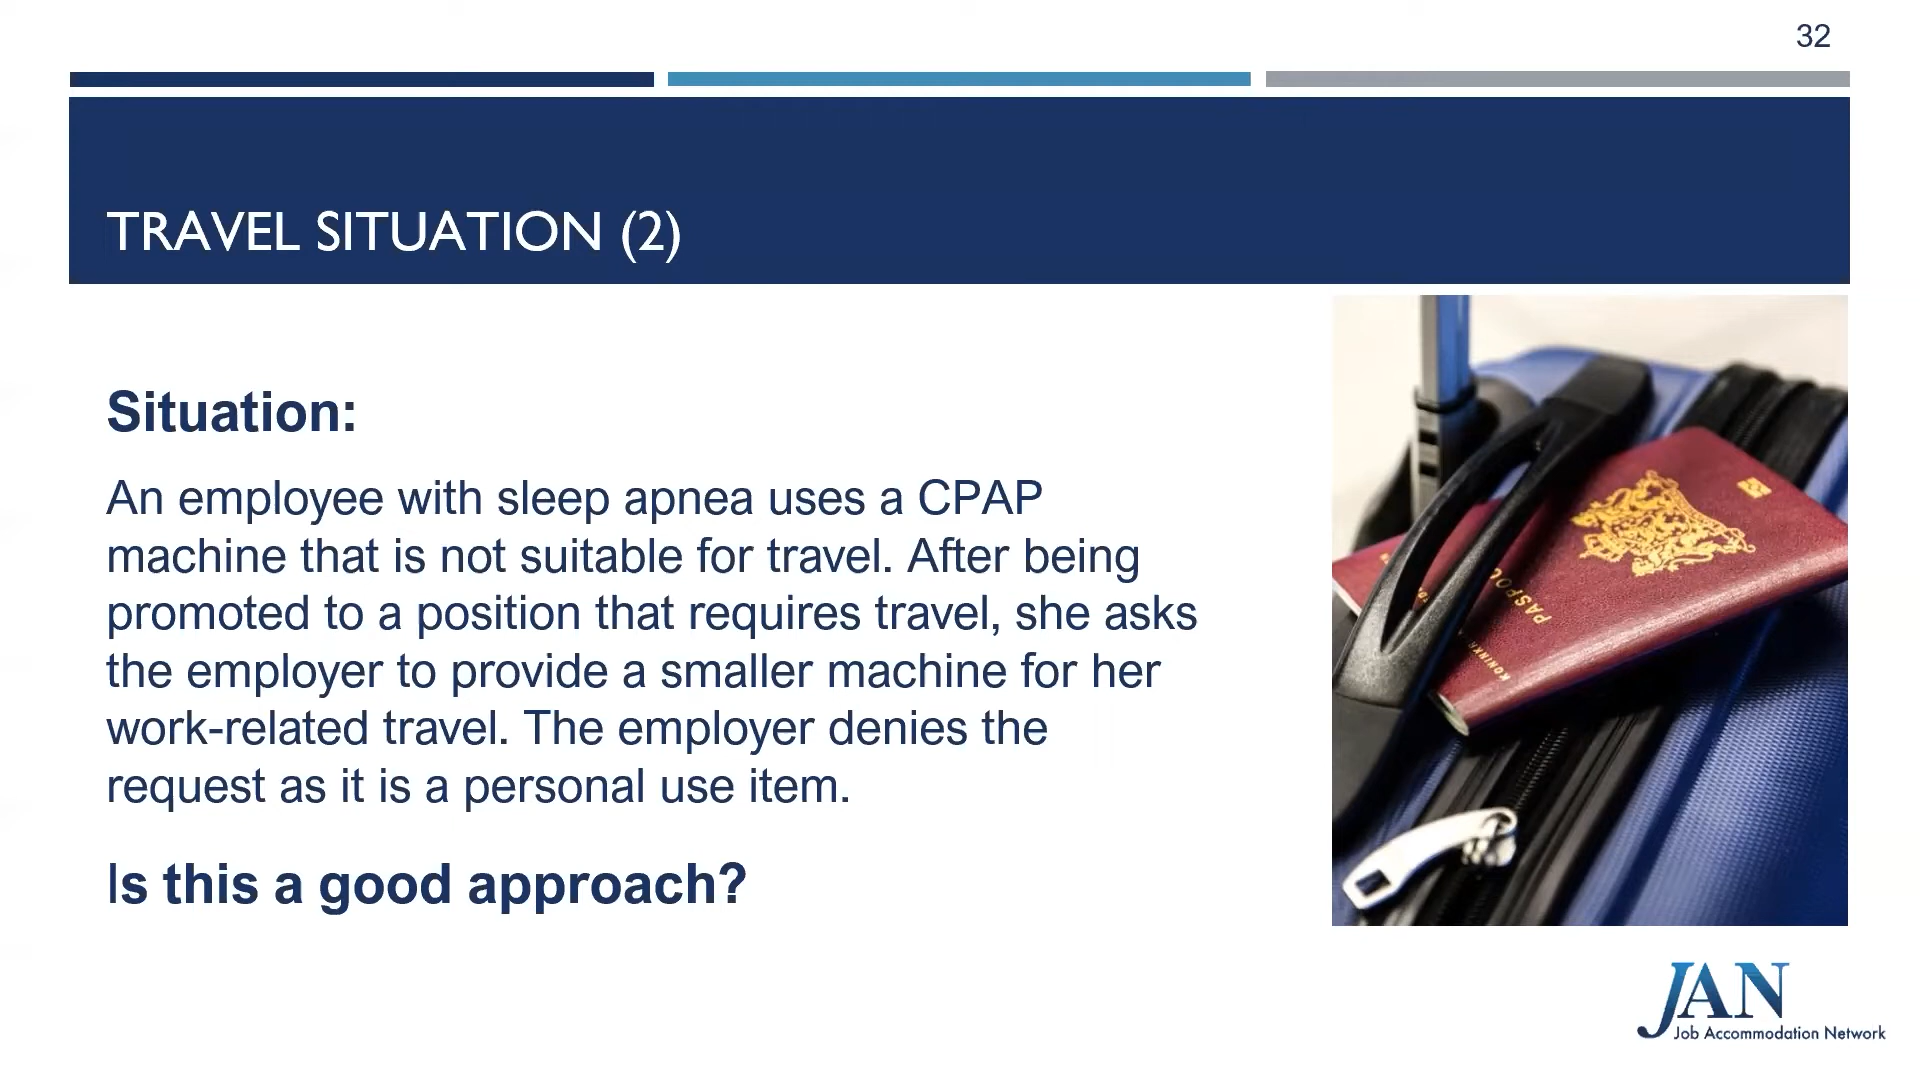 32
TRAVEL SITUATION (2)
Situation:
An employee with sleep apnea uses a CPAP
machine that is not suitable for travel. After being
promoted to a position that requires travel, she asks
the employer to provide a smaller machine for her
work-related travel. The employer denies the
request as it is a personal use item.
Is this a good approach?
JAN
Job Accommodation Network